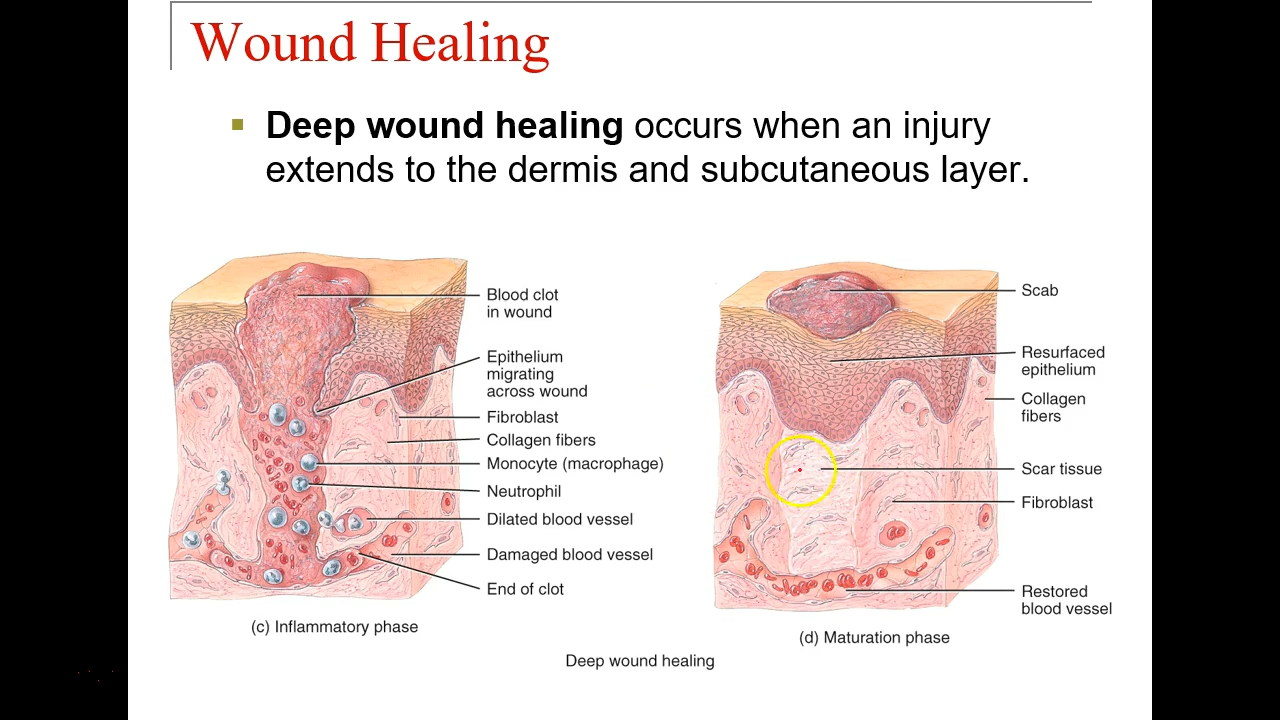 Wound Healing
Deep wound healing occurs when an injury
extends to the dermis and subcutaneous layer.
Blood clot
in wound
Epithelium
migrating
across wound
Fibroblast
Collagen fibers
Monocyte (macrophage)
Neutrophil
Dilated blood vessel
Damaged blood vessel
End of clot
(c) Inflammatory phase
Scab
Resurfaced
epithelium
Collagen
fibers
Scar tissue
Fibroblast
Restored
blood vessel
(d) Maturation phase
Deep wound healing